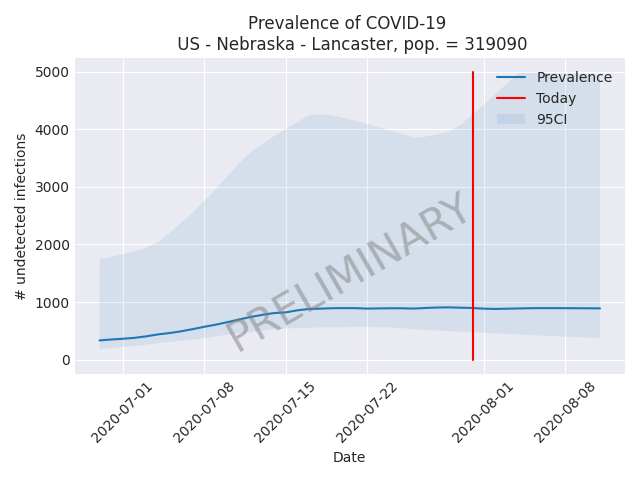 Prevalence of COVID-19
US - Nebraska - Lancaster, pop. = 319090
5000
4000
3000
2000
1000
0
# undetected infections
Prevalence
Today
95CI
PRELIMINARY
2020-07-01
2020-07-08
2020-07-15
2020-07-22
2020-08-01
2020-08-08
Date